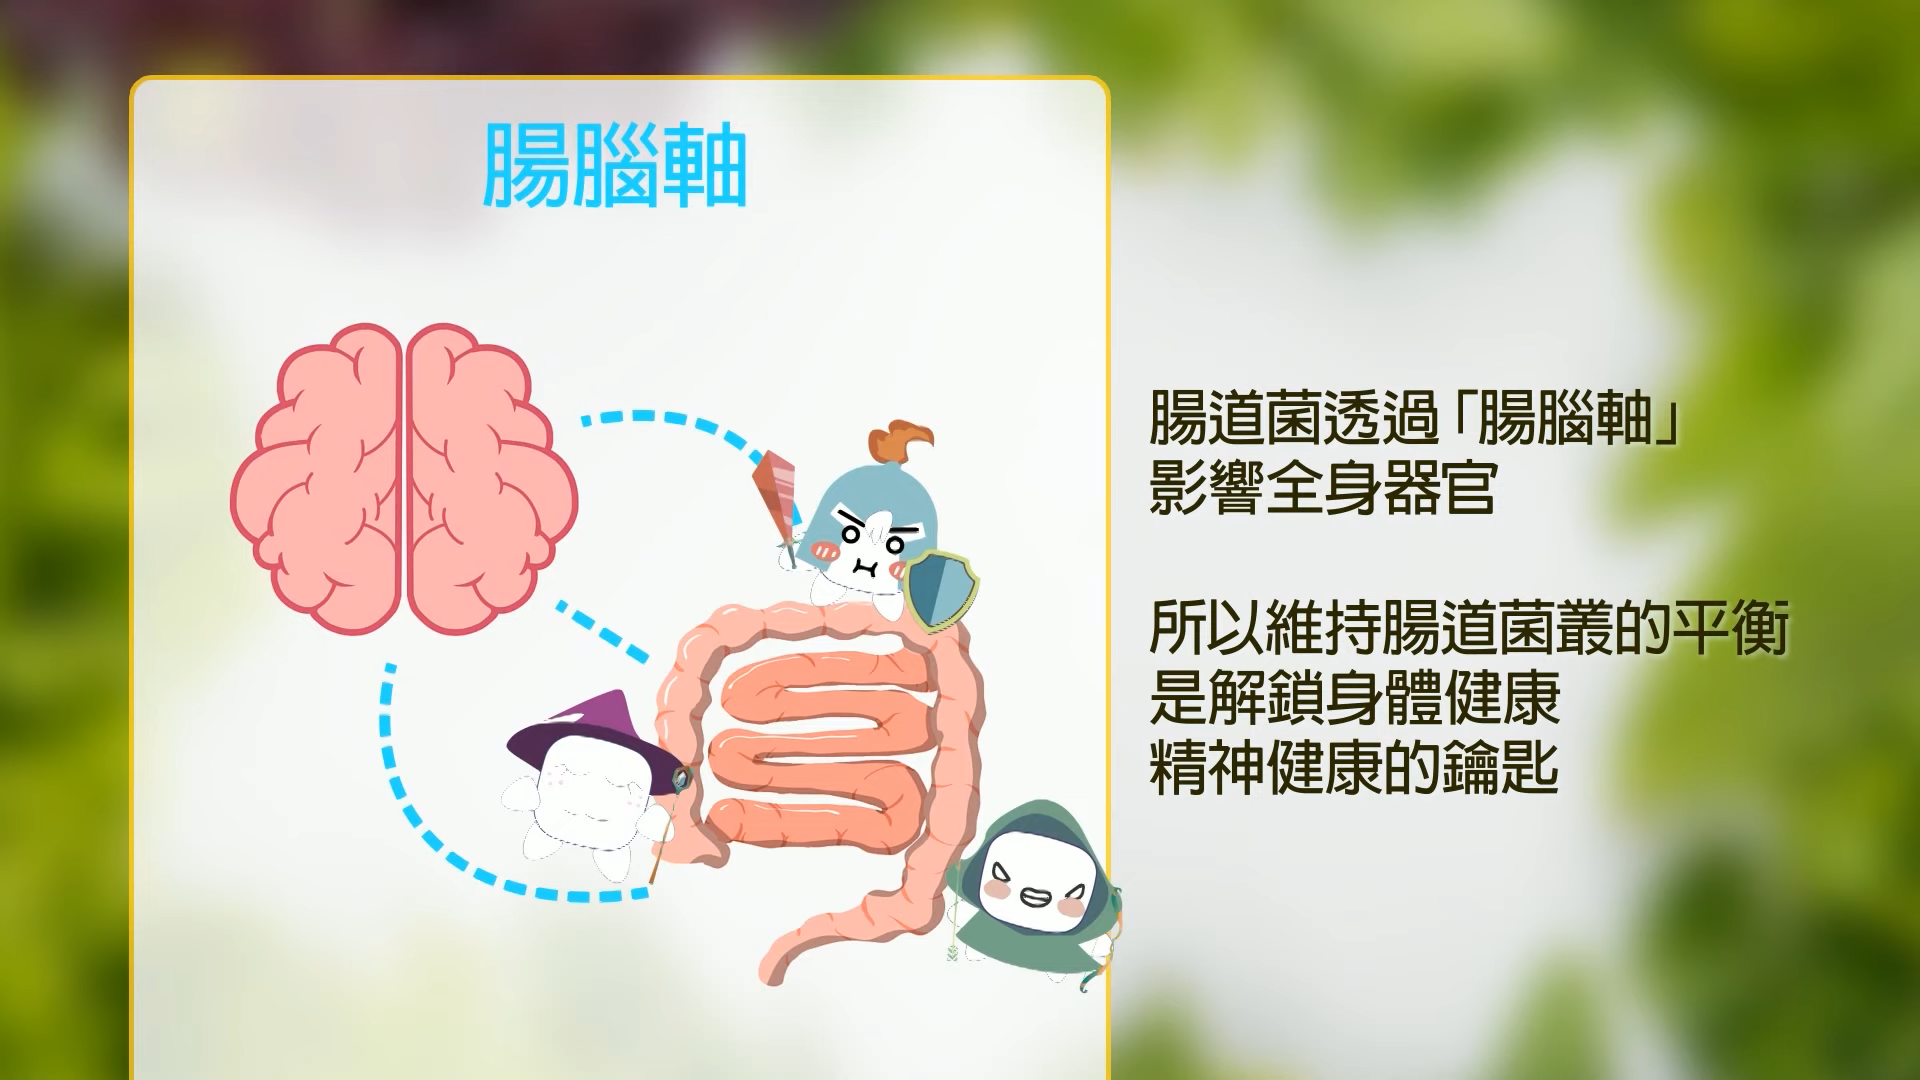 腸腦軸
腸道菌透過「腸腦軸」
影響全身器官
所以維持腸道菌叢的平衡
是解鎖身體健康
精神健康的鑰匙